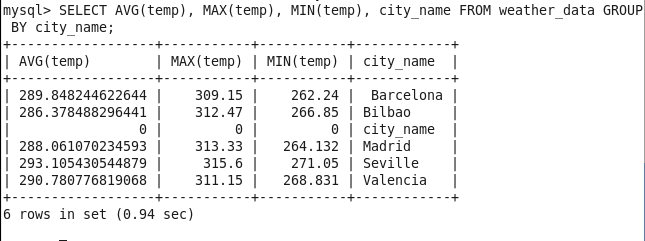 mysql> SELECT AVG(temp), MAX(temp), MIN(temp), city_name FROM weather_data GROUP
 BY city_name;
+-----------------+-----------+-----------+------------+
| AVG(temp)       | MAX(temp) | MIN(temp) | city_name  |
+-----------------+-----------+-----------+------------+
| 289.848244622644 |    309.15 |    262.24 |  Barcelona |
| 286.378488296441 |    312.47 |    266.85 | Bilbao     |
|                0 |         0 |         0 | city_name  |
| 288.061070234593 |    313.33 |   264.132 | Madrid     |
| 293.105430544879 |     315.6 |    271.05 | Seville    |
| 290.780776819068 |    311.15 |   268.831 | Valencia   |
+-----------------+-----------+-----------+------------+
6 rows in set (0.94 sec)